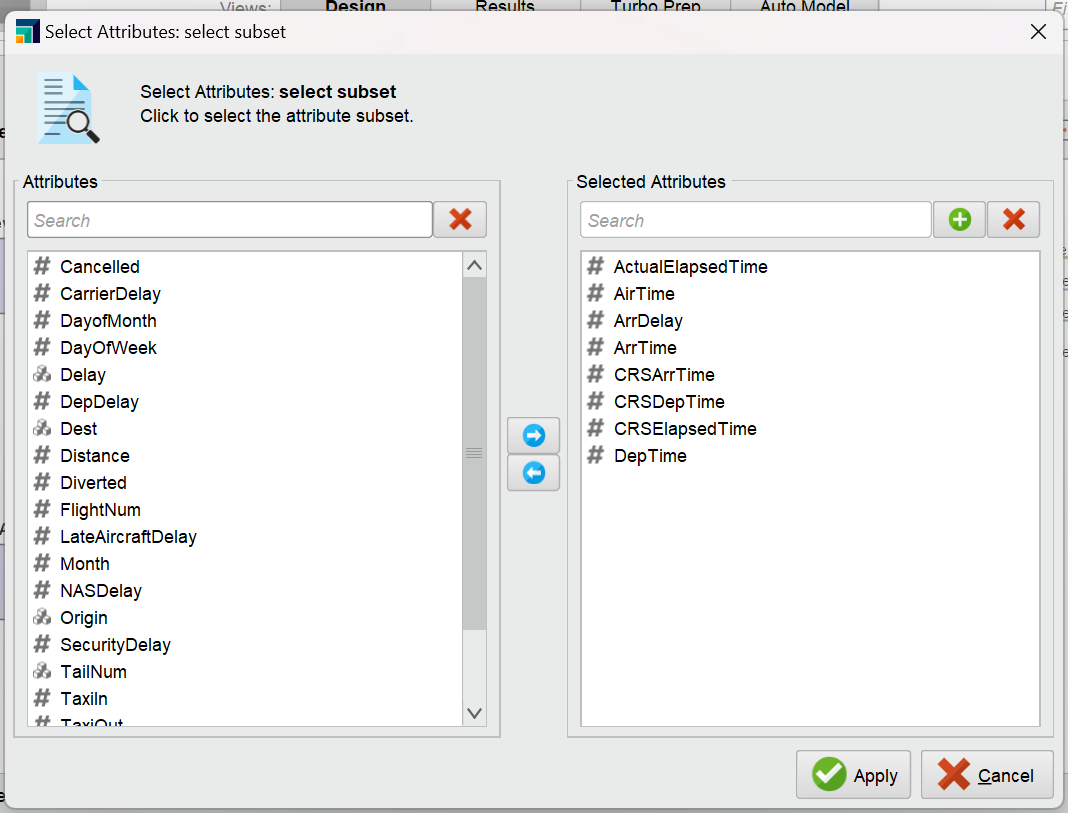 Views:
Design
Results
Turbo Prep
Auto Model
Select Attributes: select subset
Select Attributes: select subset
Click to select the attribute subset.
Attributes
Selected Attributes
Search
Search
Cancelled
CarrierDelay
DayofMonth
DayOfWeek
Delay
DepDelay
Dest
Distance
Diverted
FlightNum
LateAircraftDelay
Month
NASDelay
Origin
SecurityDelay
TailNum
TaxiIn
TaxiOut
ActualElapsedTime
AirTime
ArrDelay
ArrTime
CRSArrTime
CRSDepTime
CRSElapsedTime
DepTime
Apply
Cancel